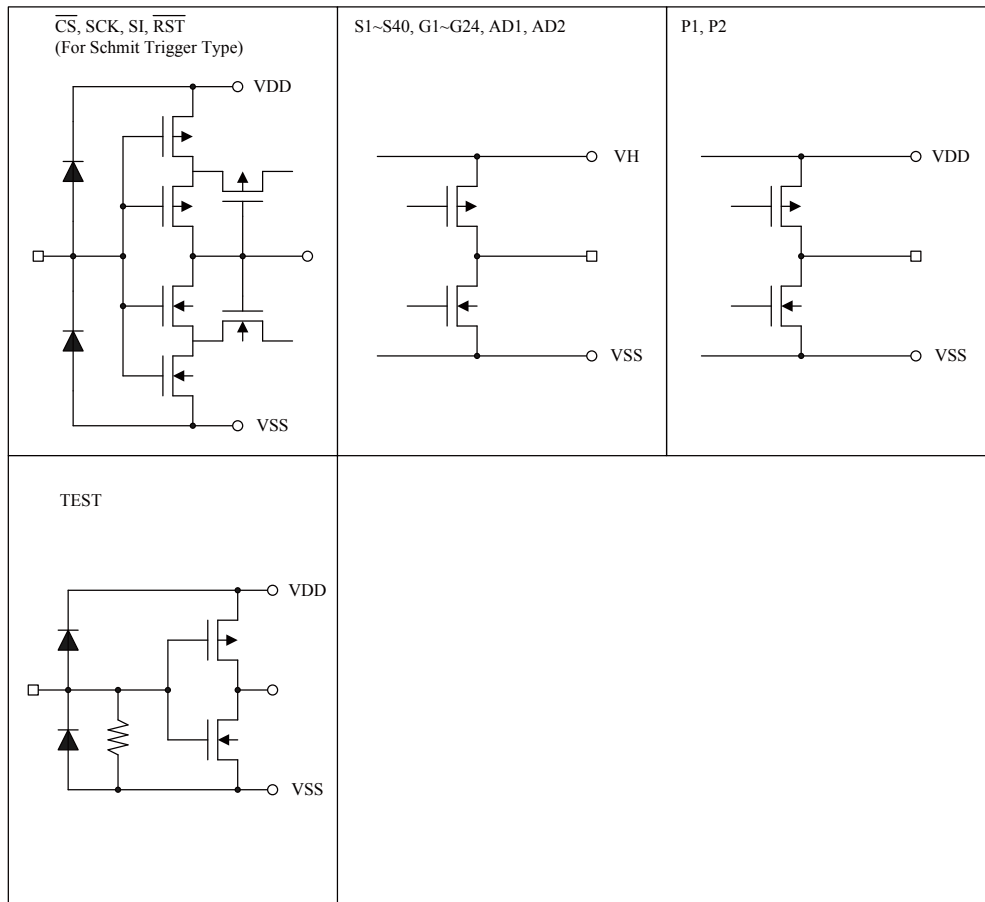 CS, SCK, SI, RST
(For Schmit Trigger Type)
VDD
VSS
S1~S40, G1~G24, AD1, AD2
VH
VSS
P1, P2
VDD
VSS
TEST
VDD
VSS